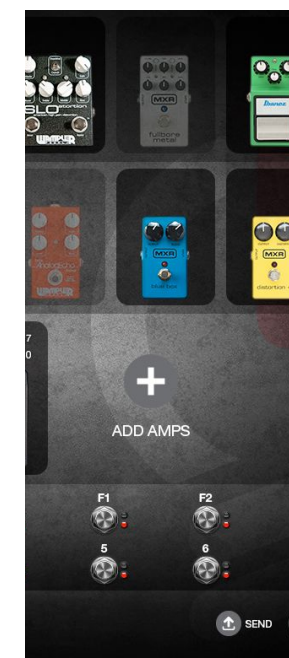 SLO distortion
MXR
Ibanez
WAMPLER
fullbore
metal
WAMPLER
MXR
blue box
MXR
distortion +
7
0
ADD AMPS
F1
F2
5
6
SEND